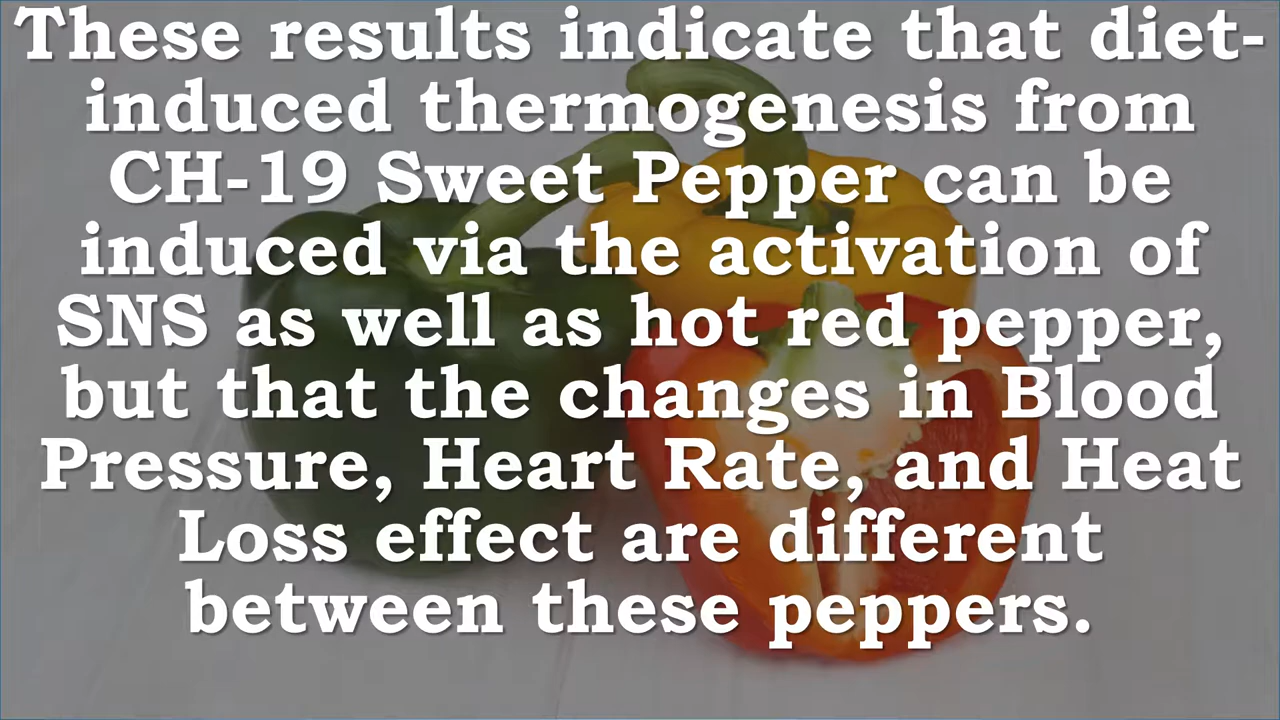 These results indicate that diet-
induced thermogenesis from
CH-19 Sweet Pepper can be
induced via the activation of
SNS as well as hot red pepper,
but that the changes in Blood
Pressure, Heart Rate, and Heat
Loss effect are different
between these peppers.